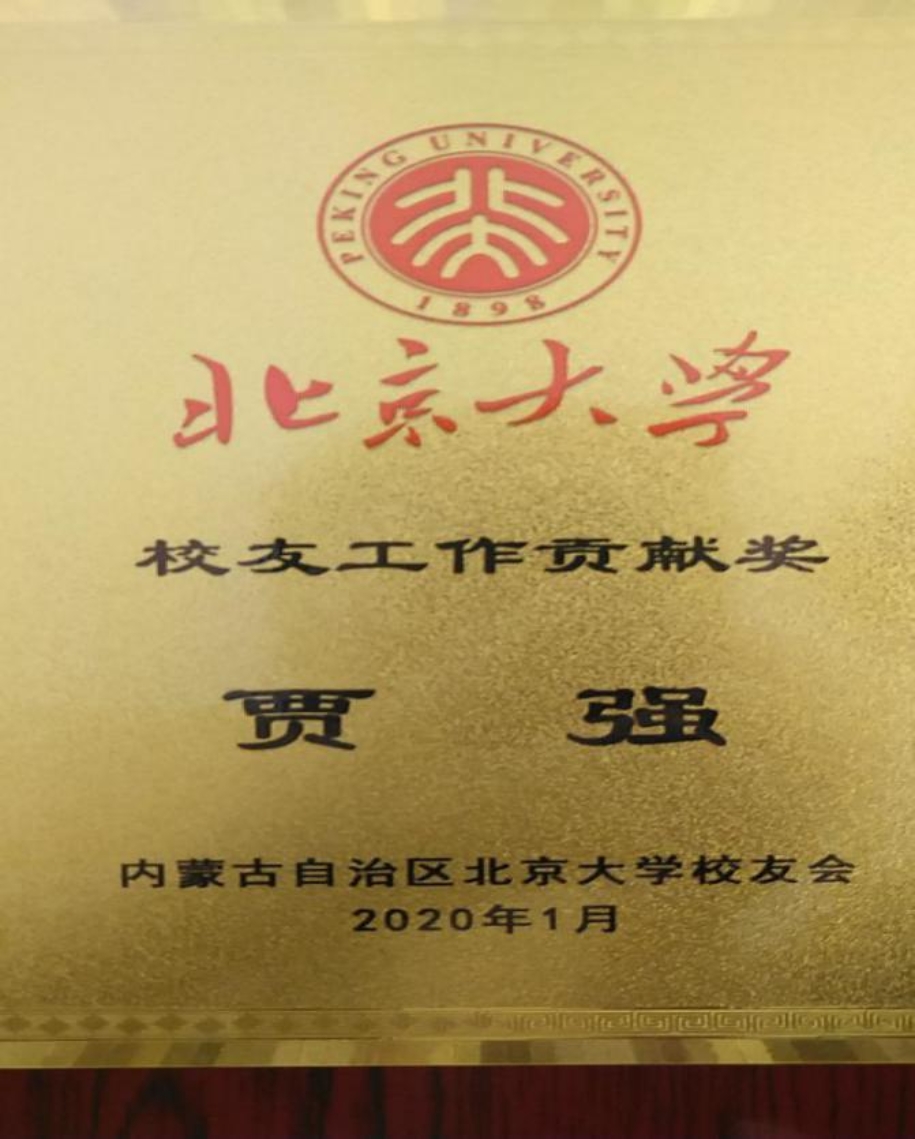 PEKING UNIVERSITY
1898
北京大学
校友工作贡献奖
贾 强
内蒙古自治区北京大学校友会
2020年1月